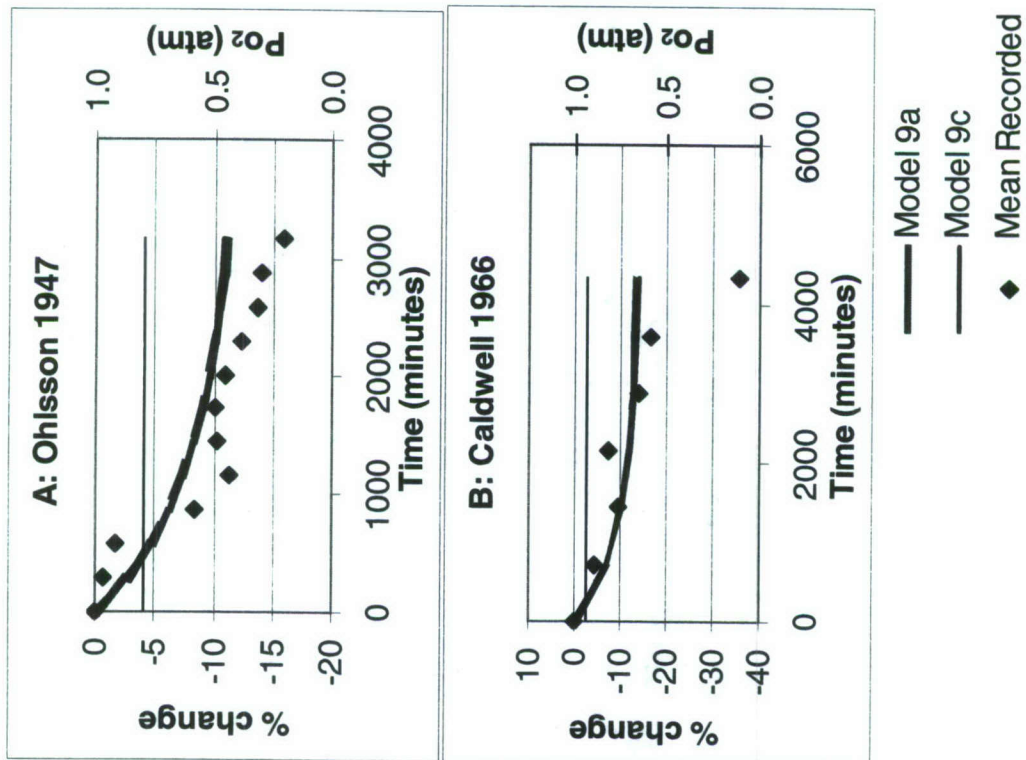 A: Ohlsson 1947
% change
0
-5
-10
-15
-20
Po₂ (atm)
1.0
0.5
0.0
0
1000
2000
3000
4000
Time (minutes)
B: Caldwell 1966
% change
10
0
-10
-20
-30
-40
Po₂ (atm)
1.0
0.5
0.0
0
2000
4000
6000
Time (minutes)
Model 9a
Model 9c
Mean Recorded